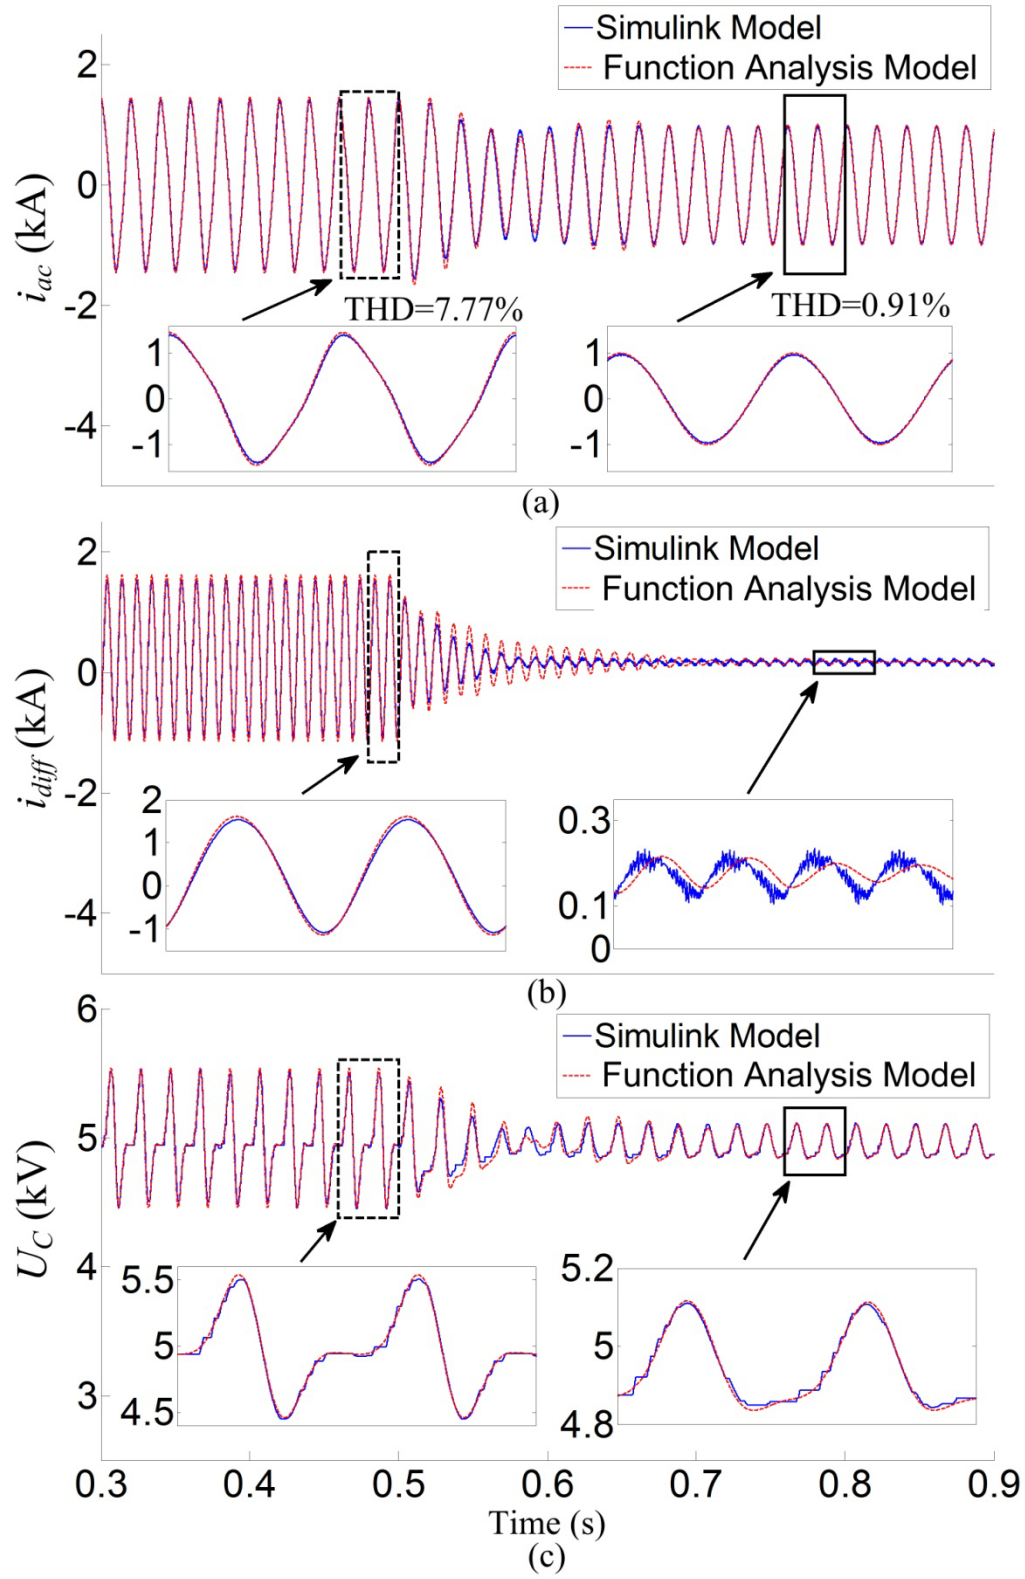 Simulink Model
Function Analysis Model
2
0
-2
-4
i_ac (kA)
THD=7.77%
THD=0.91%
1
0
-1
1
0
-1
(a)
Simulink Model
Function Analysis Model
2
0
-2
-4
i_diff (kA)
2
1
0
-1
0.3
0.1
0
(b)
Simulink Model
Function Analysis Model
6
5
4
3
U_C (kV)
5.5
5
4.5
5.2
5
4.8
0.3 0.4 0.5 0.6 0.7 0.8 0.9
Time (s)
(c)